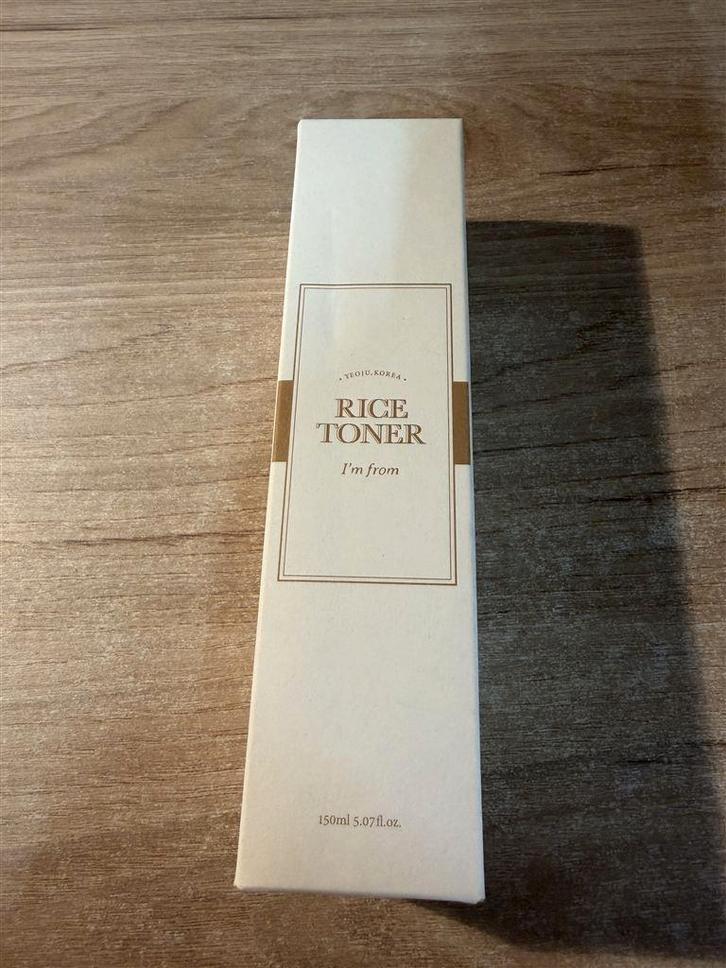 • YEOJU, KOREA •
RICE
TONER
I'm from
150ml 5.07fl.oz.